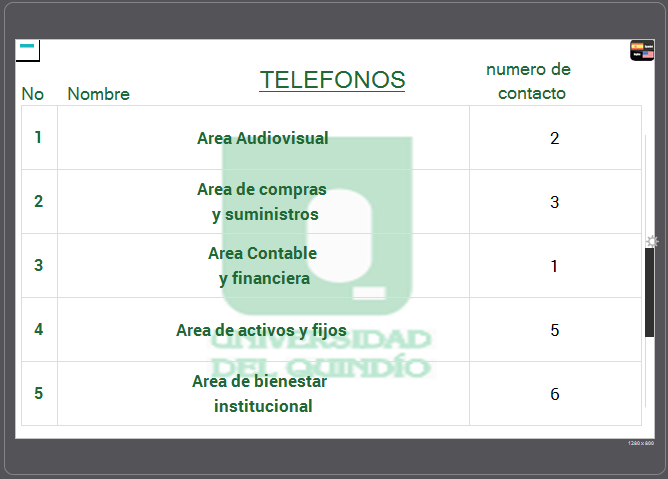 TELEFONOS
No
Nombre
numero de
contacto
1
Area Audiovisual
2
2
Area de compras
y suministros
3
3
Area Contable
y financiera
1
4
Area de activos y fijos
5
5
Area de bienestar
institucional
6
UNIVERSIDAD
DEL QUINDÍO
1280 x 800